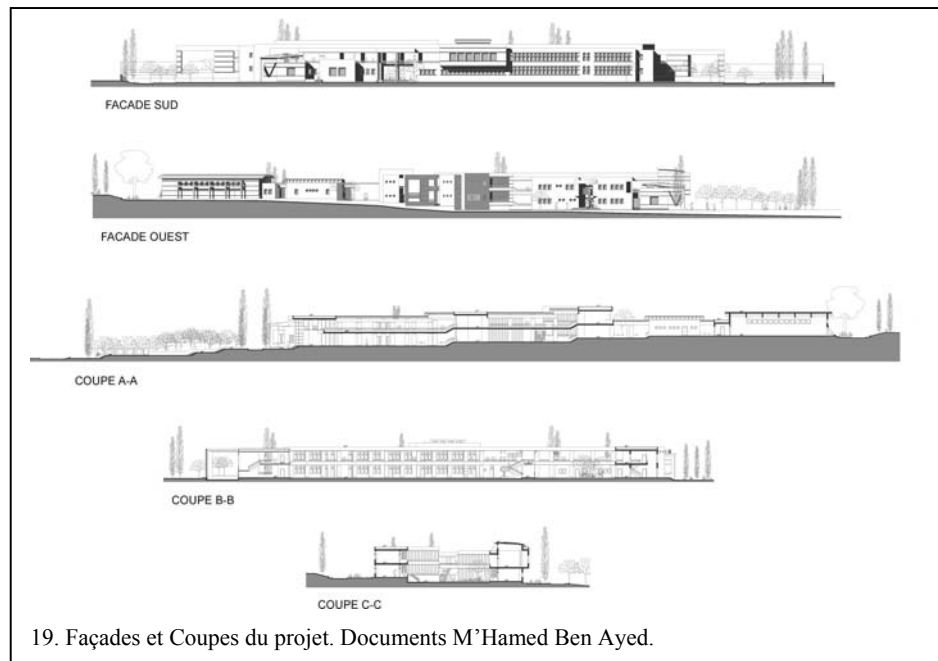 FACADE SUD
FACADE OUEST
COUPE A-A
COUPE B-B
COUPE C-C
19. Façades et Coupes du projet. Documents M’Hamed Ben Ayed.